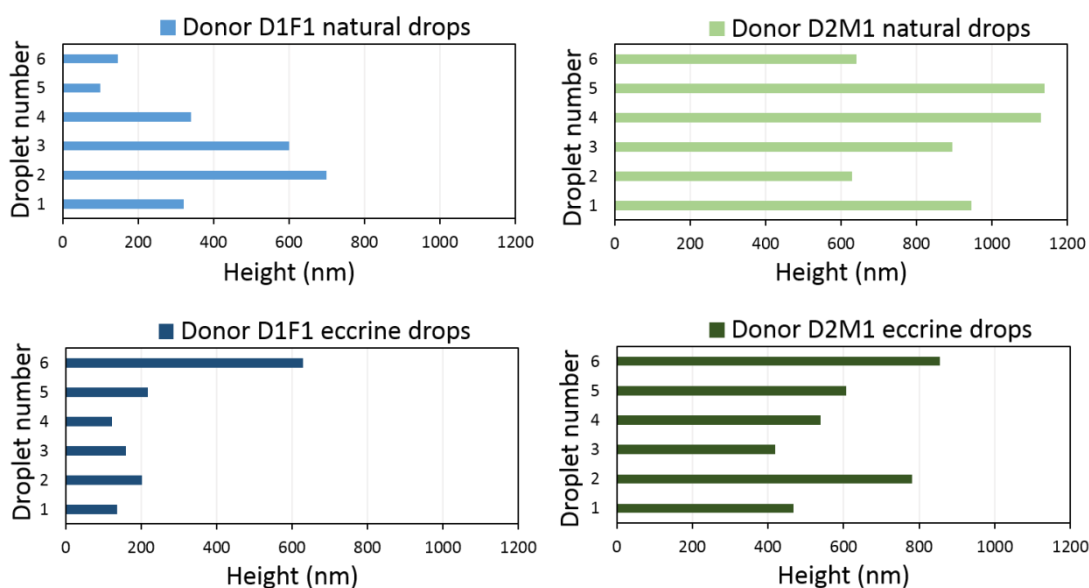 Donor D1F1 natural drops
Droplet number
6
5
4
3
2
1
0 200 400 600 800 1000 1200
Height (nm)
Donor D2M1 natural drops
Droplet number
6
5
4
3
2
1
0 200 400 600 800 1000 1200
Height (nm)
Donor D1F1 eccrine drops
Droplet number
6
5
4
3
2
1
0 200 400 600 800 1000 1200
Height (nm)
Donor D2M1 eccrine drops
Droplet number
6
5
4
3
2
1
0 200 400 600 800 1000 1200
Height (nm)